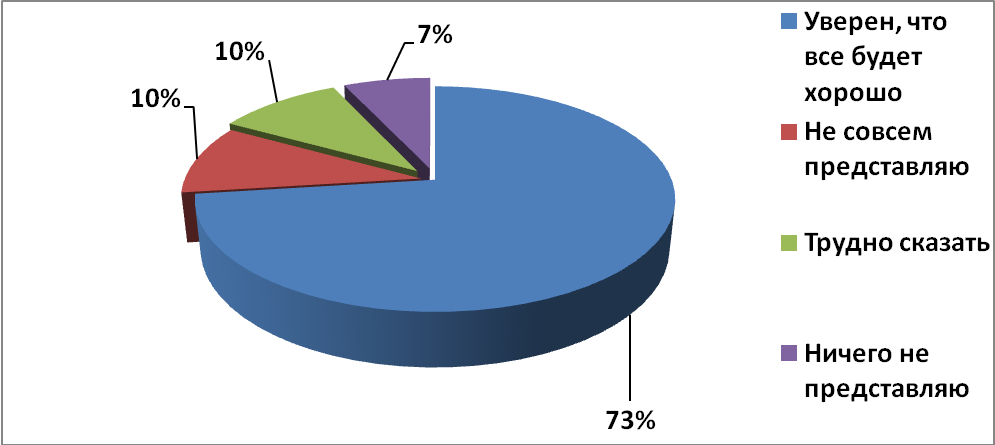 7%
10%
10%
73%
Уверен, что
все будет
хорошо
Не совсем
представляю
Трудно сказать
Ничего не
представляю